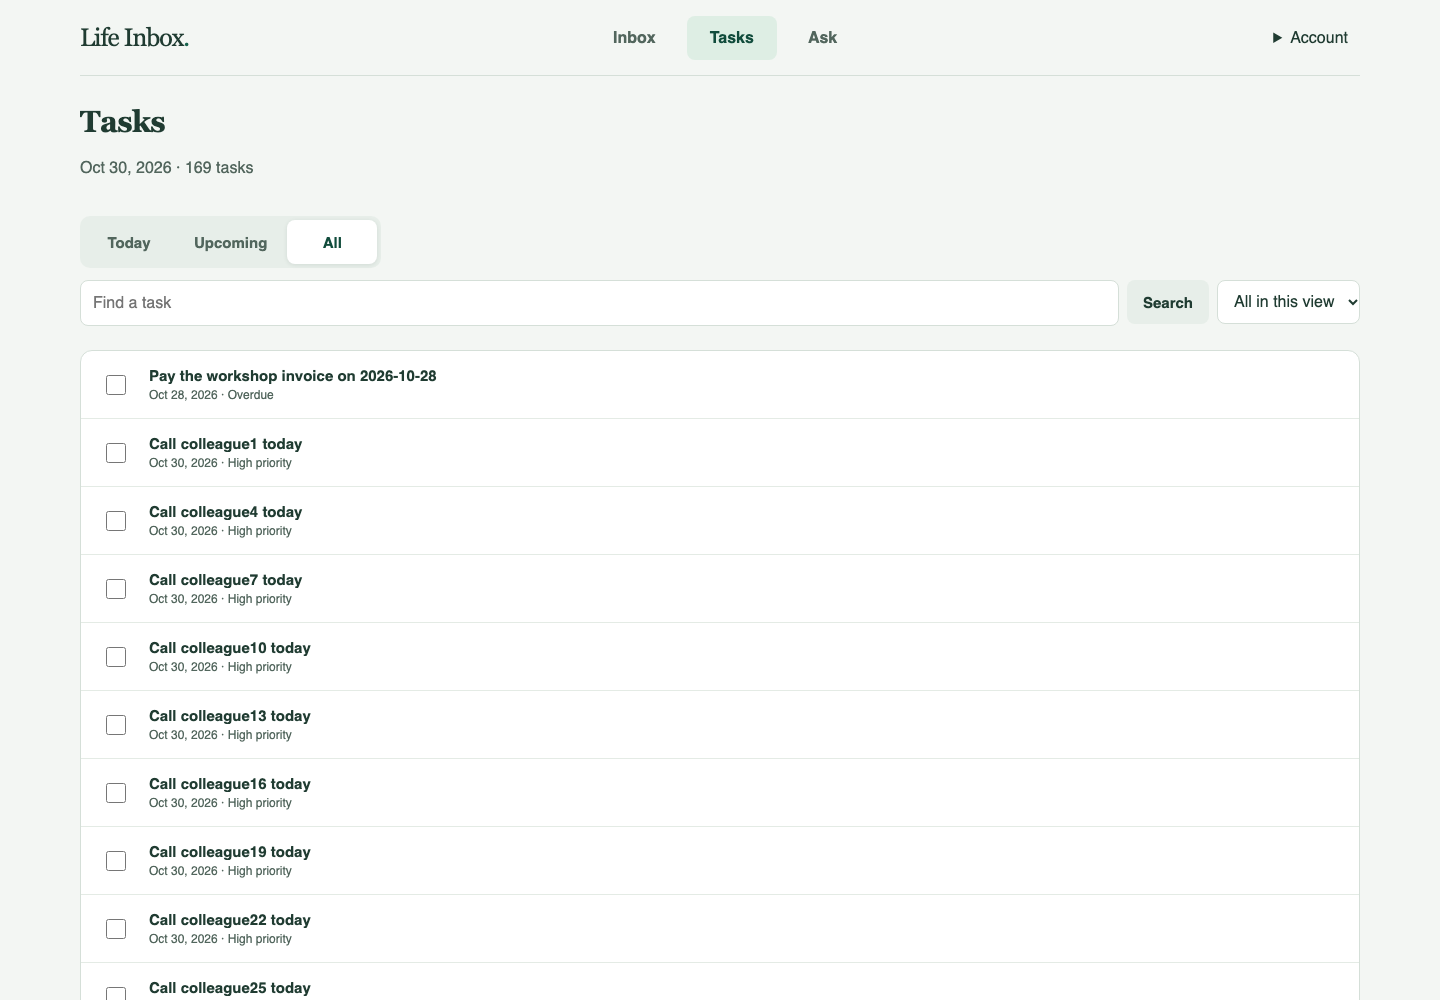 Life Inbox.
Inbox
Tasks
Ask
▶ Account
Tasks
Oct 30, 2026 · 169 tasks
Today
Upcoming
All
Find a task
Search
All in this view
Pay the workshop invoice on 2026-10-28
Oct 28, 2026 · Overdue
Call colleague1 today
Oct 30, 2026 · High priority
Call colleague4 today
Oct 30, 2026 · High priority
Call colleague7 today
Oct 30, 2026 · High priority
Call colleague10 today
Oct 30, 2026 · High priority
Call colleague13 today
Oct 30, 2026 · High priority
Call colleague16 today
Oct 30, 2026 · High priority
Call colleague19 today
Oct 30, 2026 · High priority
Call colleague22 today
Oct 30, 2026 · High priority
Call colleague25 today